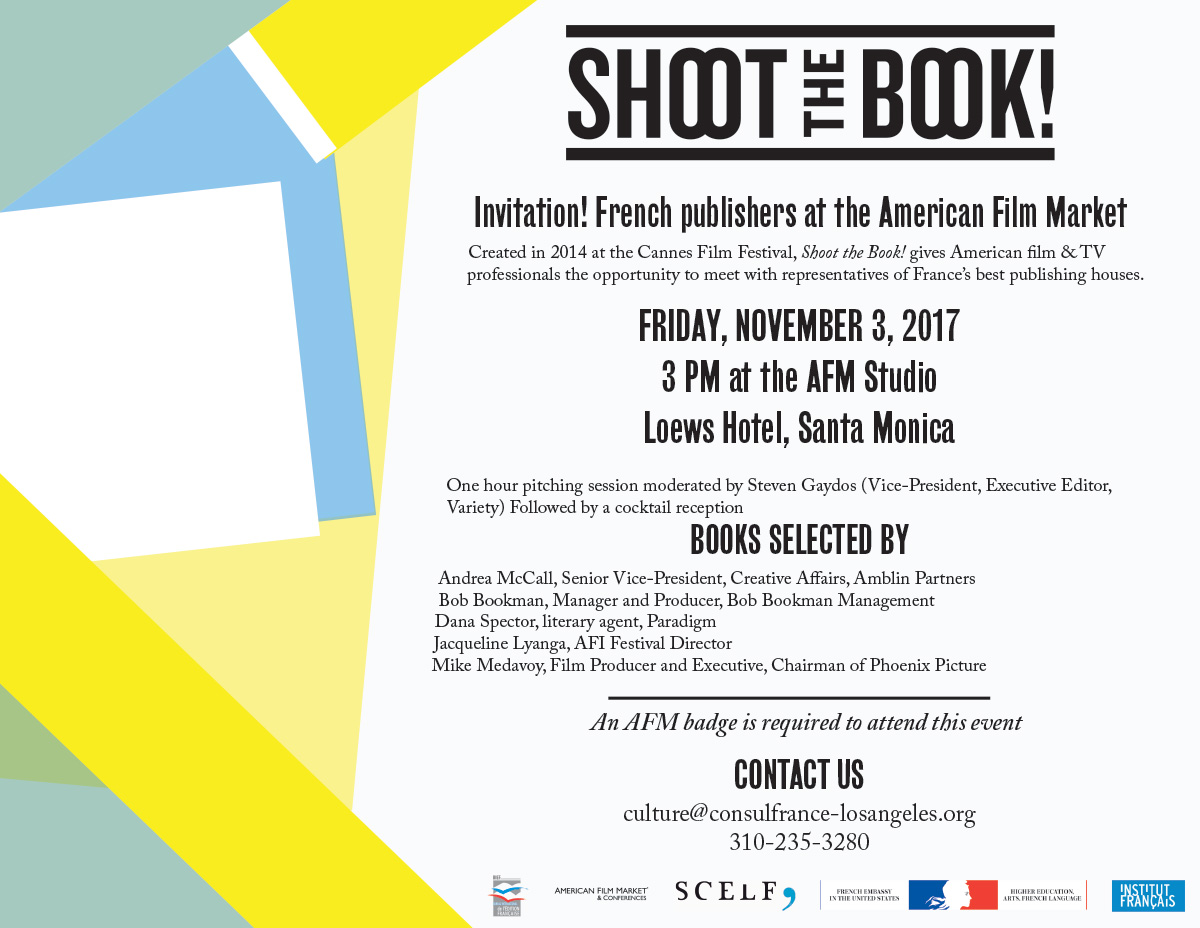 SHOOT THE BOOK!
Invitation! French publishers at the American Film Market
Created in 2014 at the Cannes Film Festival, Shoot the Book! gives American film & TV
professionals the opportunity to meet with representatives of France's best publishing houses.
FRIDAY, NOVEMBER 3, 2017
3 PM at the AFM Studio
Loews Hotel, Santa Monica
One hour pitching session moderated by Steven Gaydos (Vice-President, Executive Editor,
Variety) Followed by a cocktail reception
BOOKS SELECTED BY
Andrea McCall, Senior Vice-President, Creative Affairs, Amblin Partners
Bob Bookman, Manager and Producer, Bob Bookman Management
Dana Spector, literary agent, Paradigm
Jacqueline Lyanga, AFI Festival Director
Mike Medavoy, Film Producer and Executive, Chairman of Phoenix Picture
An AFM badge is required to attend this event
CONTACT US
culture@consulfrance-losangeles.org
310-235-3280
BIEF
DE L'ÉDITION
FRANÇAISE
AMERICAN FILM MARKET
& CONFERENCES
SCELF,
FRENCH EMBASSY
IN THE UNITED STATES
HIGHER EDUCATION,
ARTS, FRENCH LANGUAGE
INSTITUT
FRANÇAIS